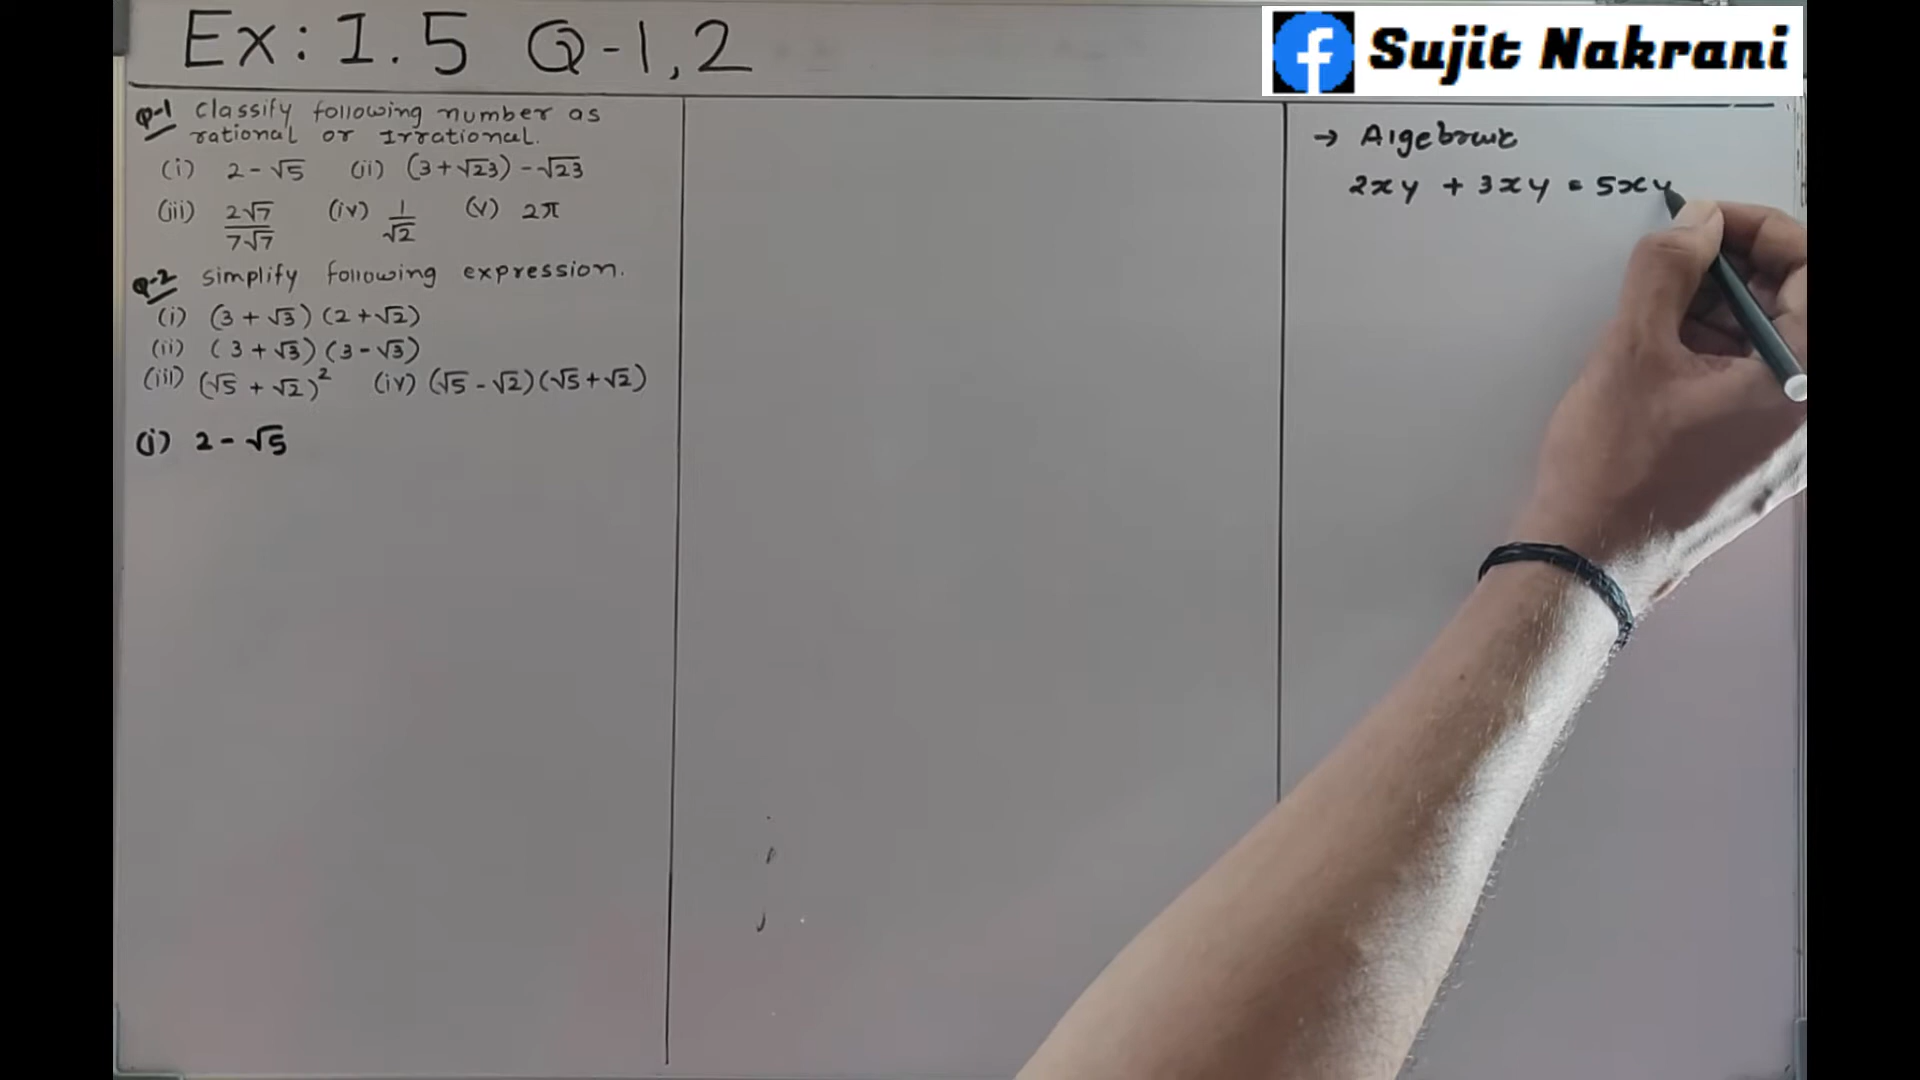 Ex: 1.5 Q-1,2
Sujit Nakrani
Q-1 Classify following number as
rational or Irrational.
(i) 2-√5 (ii) (3+√23)-√23
(iii) 2√7/7√7 (iv) 1/√2 (v) 2π
Q-2 simplify following expression.
(i) (3+√3)(2+√2)
(ii) (3+√3)(3-√3)
(iii) (√5+√2)² (iv) (√5-√2)(√5+√2)
(i) 2-√5
→ Algebraic
2xy + 3xy = 5xy